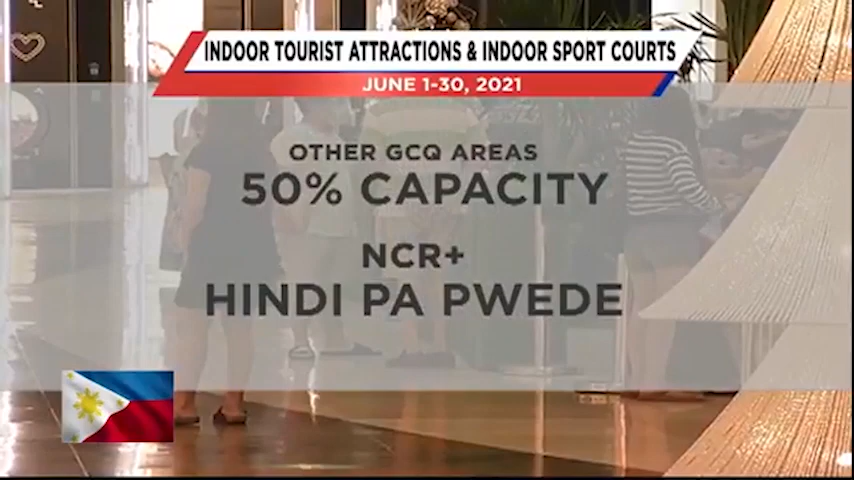 INDOOR TOURIST ATTRACTIONS & INDOOR SPORT COURTS
JUNE 1-30, 2021
OTHER GCQ AREAS
50% CAPACITY
NCR+
HINDI PA PWEDE